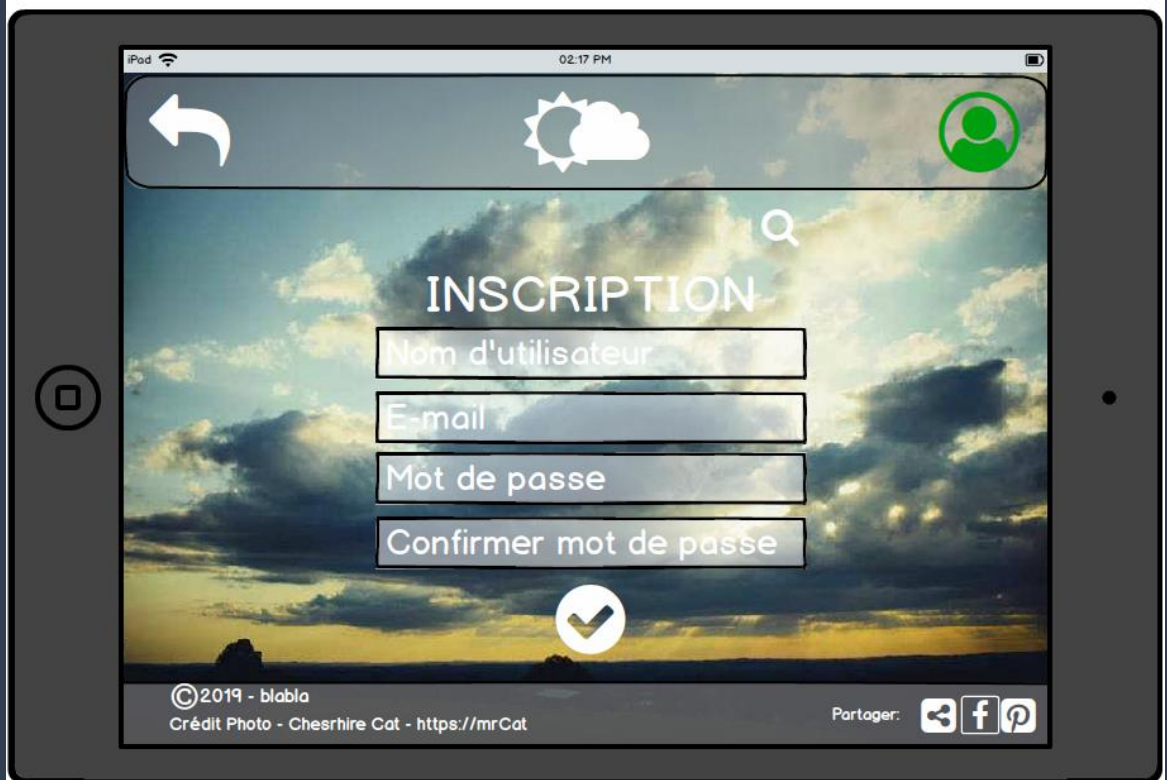 iPad
02:17 PM
INSCRIPTION
Nom d'utilisateur
E-mail
Mot de passe
Confirmer mot de passe
©2019 - blabla
Crédit Photo - Chesrhire Cat - https://mrCat
Partager: